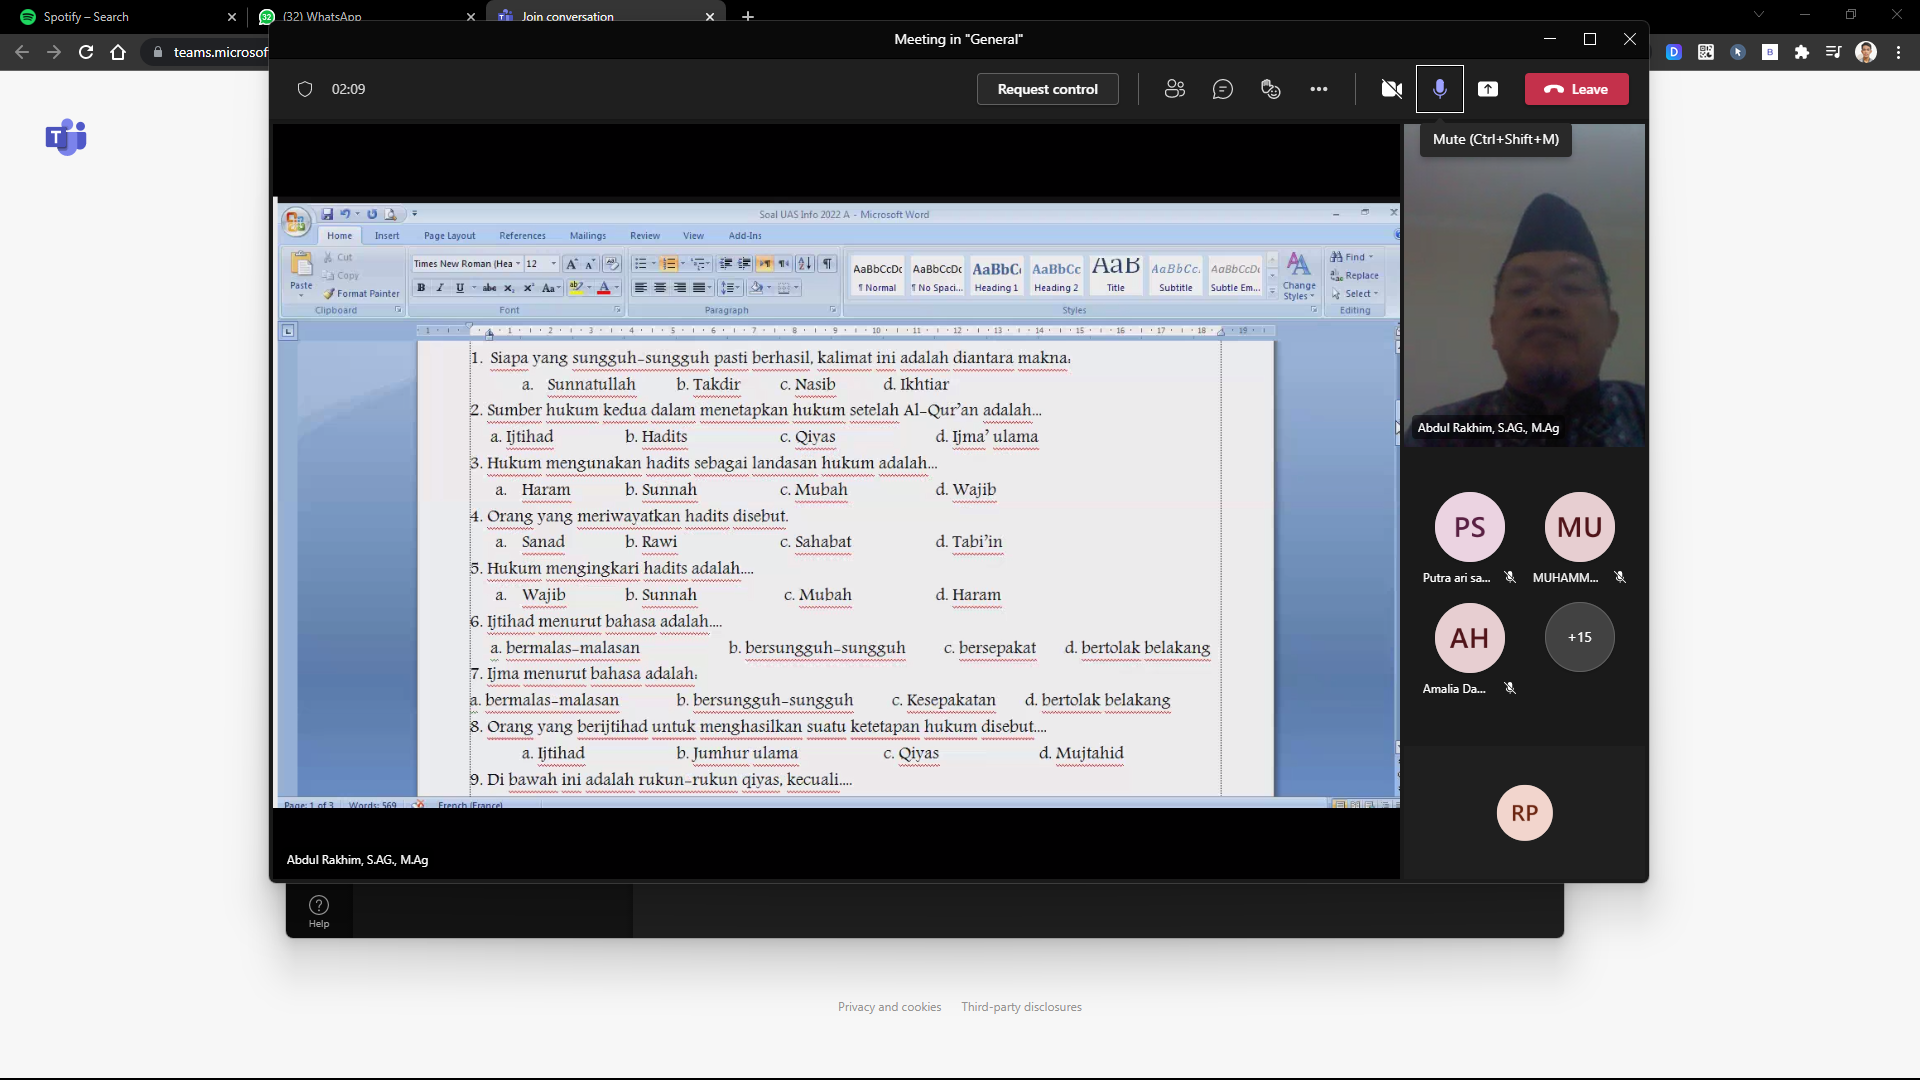 Spotify – Search
(32) WhatsApp
Join conversation
teams.microsof
Meeting in "General"
02:09
Request control
Leave
Mute (Ctrl+Shift+M)
Soal UAS Info 2022 A - Microsoft Word
Home Insert Page Layout References Mailings Review View Add-Ins
Paste
Cut
Copy
Format Painter
Clipboard
Times New Roman (Hea 12
Font
Paragraph
AaBbCcDc AaBbCcDc AaBbC AaBbCc AaB AaBbCc. AaBbCcDi
¶ Normal ¶ No Spaci... Heading 1 Heading 2 Title Subtitle Subtle Em...
Styles
Change Styles
Find
Replace
Select
Editing
1. Siapa yang sungguh-sungguh pasti berhasil, kalimat ini adalah diantara makna:
a. Sunnatullah b. Takdir c. Nasib d. Ikhtiar
2. Sumber hukum kedua dalam menetapkan hukum setelah Al-Qur’an adalah...
a. Ijtihad b. Hadits c. Qiyas d. Ijma’ ulama
3. Hukum mengunakan hadits sebagai landasan hukum adalah...
a. Haram b. Sunnah c. Mubah d. Wajib
4. Orang yang meriwayatkan hadits disebut.
a. Sanad b. Rawi c. Sahabat d. Tabi’in
5. Hukum mengingkari hadits adalah....
a. Wajib b. Sunnah c. Mubah d. Haram
6. Ijtihad menurut bahasa adalah....
a. bermalas-malasan b. bersungguh-sungguh c. bersepakat d. bertolak belakang
7. Ijma menurut bahasa adalah:
a. bermalas-malasan b. bersungguh-sungguh c. Kesepakatan d. bertolak belakang
8. Orang yang berijtihad untuk menghasilkan suatu ketetapan hukum disebut....
a. Ijtihad b. Jumhur ulama c. Qiyas d. Mujtahid
9. Di bawah ini adalah rukun-rukun qiyas, kecuali....
Page: 1 of 3 Words: 569 French (France)
Abdul Rakhim, S.AG., M.Ag
Abdul Rakhim, S.AG., M.Ag
PS
Putra ari sa...
MU
MUHAMM...
AH
Amalia Da...
+15
RP
Help
Privacy and cookies Third-party disclosures